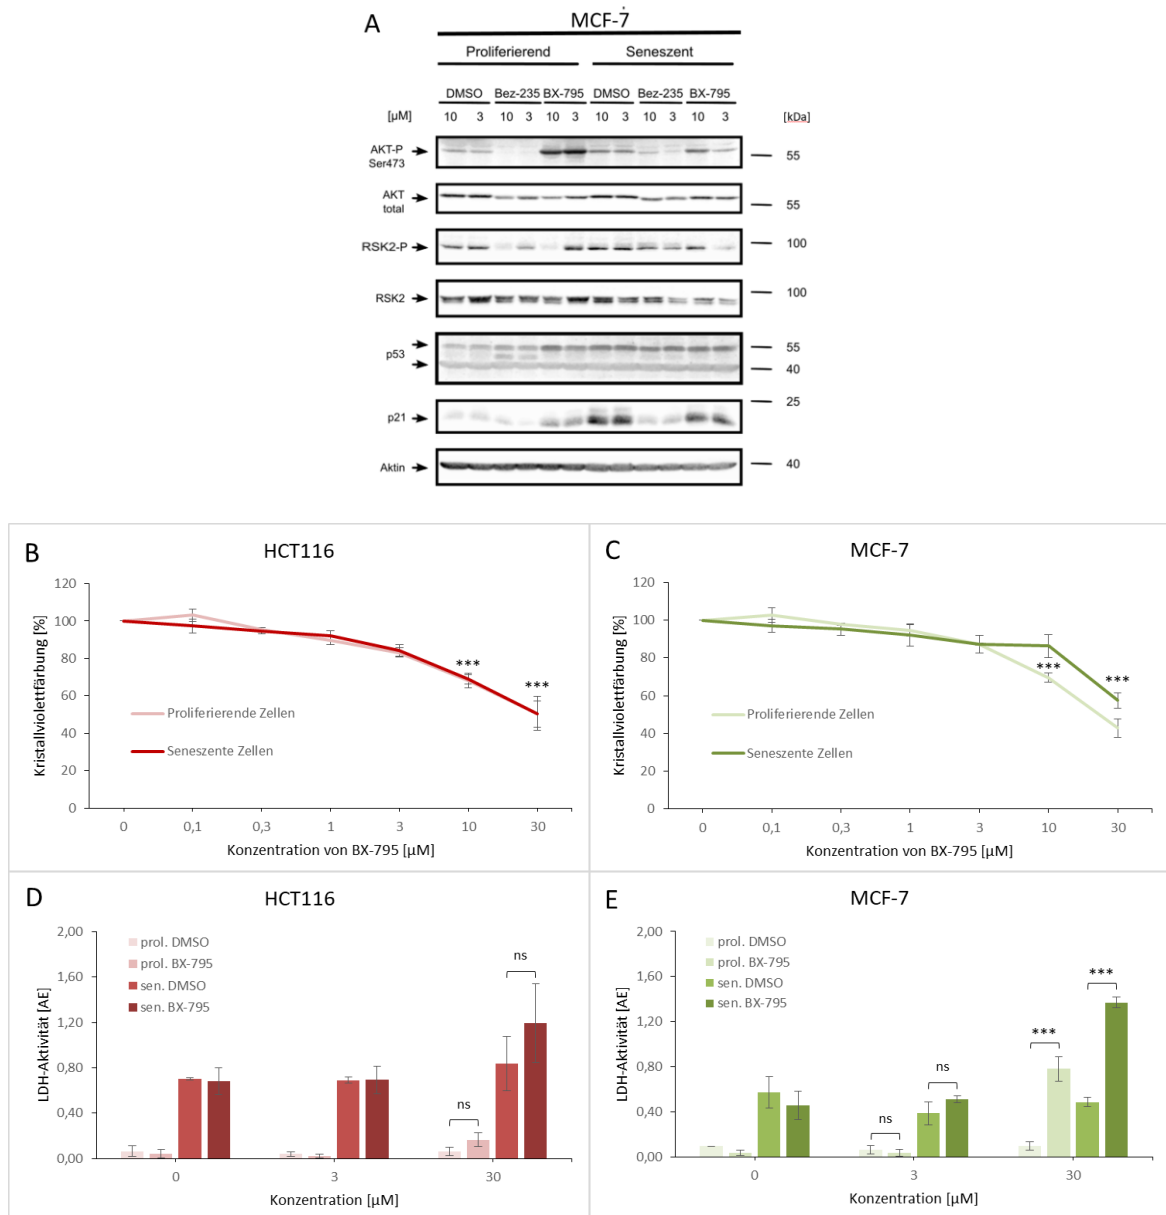 A
MCF-7
Proliferierend Seneszent
DMSO Bez-235 BX-795 DMSO Bez-235 BX-795
[µM] 10 3 10 3 10 3 10 3 10 3 10 3 [kDa]
AKT-P
Ser473
55
AKT
total
55
RSK2-P
100
RSK2
100
p53
55
40
p21
25
Aktin
40
B
HCT116
Kristallviolettfärbung [%]
120
100
80
60
40
20
0
*** ***
Proliferierende Zellen
Seneszente Zellen
0 0,1 0,3 1 3 10 30
Konzentration von BX-795 [µM]
C
MCF-7
Kristallviolettfärbung [%]
120
100
80
60
40
20
0
*** ***
Proliferierende Zellen
Seneszente Zellen
0 0,1 0,3 1 3 10 30
Konzentration von BX-795 [µM]
D
HCT116
LDH-Aktivität [AE]
2,00
1,60
1,20
0,80
0,40
0,00
prol. DMSO
prol. BX-795
sen. DMSO
sen. BX-795
ns
ns
0 3 30
Konzentration [µM]
E
MCF-7
LDH-Aktivität [AE]
2,00
1,60
1,20
0,80
0,40
0,00
prol. DMSO
prol. BX-795
sen. DMSO
sen. BX-795
ns
ns
***
***
0 3 30
Konzentration [µM]